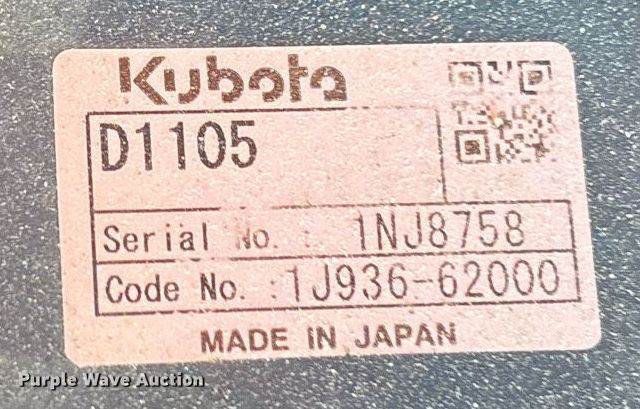 Kubota
D1105
Serial No. : 1NJ8758
Code No. : 1J936-62000
MADE IN JAPAN
Purple Wave Auction